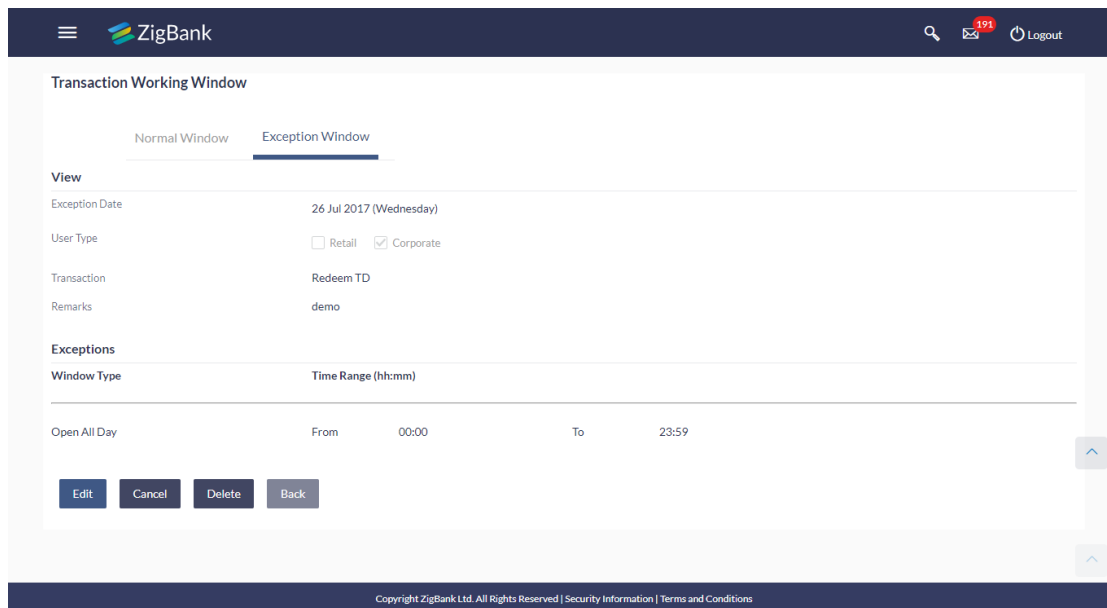 ZigBank
191
Logout
Transaction Working Window
Normal Window Exception Window
View
Exception Date 26 Jul 2017 (Wednesday)
User Type Retail Corporate
Transaction Redeem TD
Remarks demo
Exceptions
Window Type Time Range (hh:mm)
Open All Day From 00:00 To 23:59
Edit Cancel Delete Back
Copyright ZigBank Ltd. All Rights Reserved | Security Information | Terms and Conditions